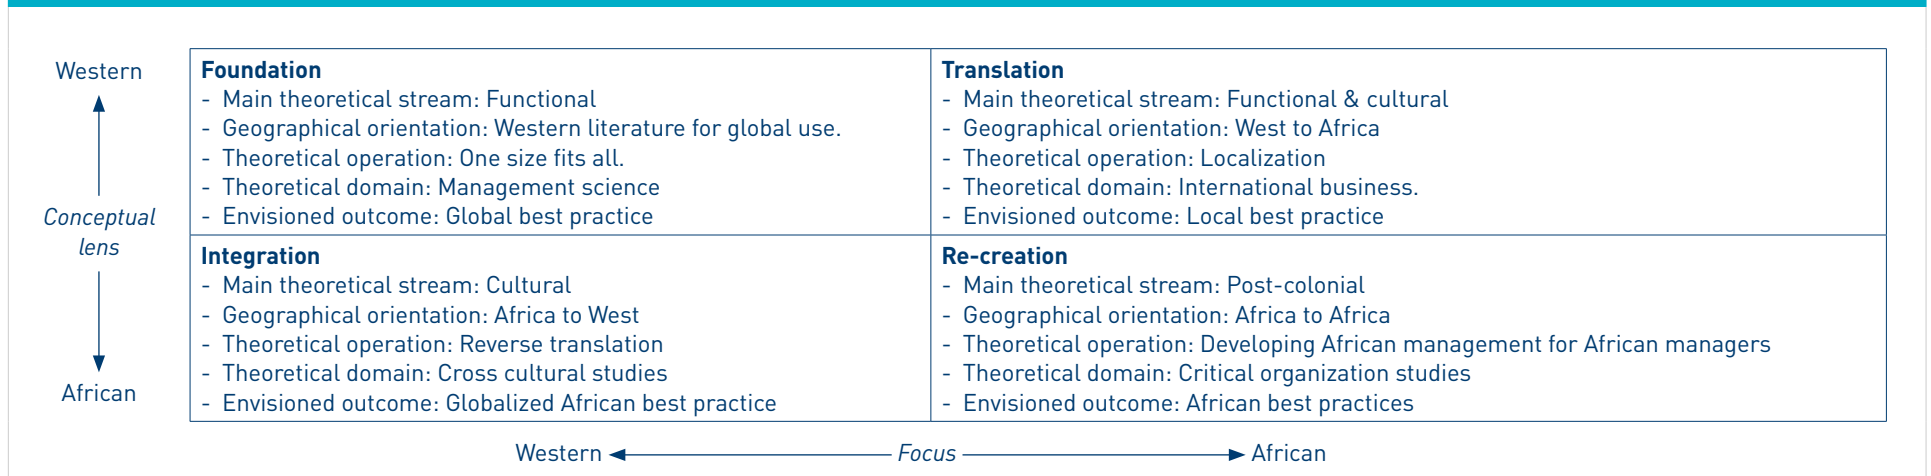 Western
Conceptual
lens
African
Foundation
- Main theoretical stream: Functional
- Geographical orientation: Western literature for global use.
- Theoretical operation: One size fits all.
- Theoretical domain: Management science
- Envisioned outcome: Global best practice
Translation
- Main theoretical stream: Functional & cultural
- Geographical orientation: West to Africa
- Theoretical operation: Localization
- Theoretical domain: International business.
- Envisioned outcome: Local best practice
Integration
- Main theoretical stream: Cultural
- Geographical orientation: Africa to West
- Theoretical operation: Reverse translation
- Theoretical domain: Cross cultural studies
- Envisioned outcome: Globalized African best practice
Re-creation
- Main theoretical stream: Post-colonial
- Geographical orientation: Africa to Africa
- Theoretical operation: Developing African management for African managers
- Theoretical domain: Critical organization studies
- Envisioned outcome: African best practices
Western Focus African